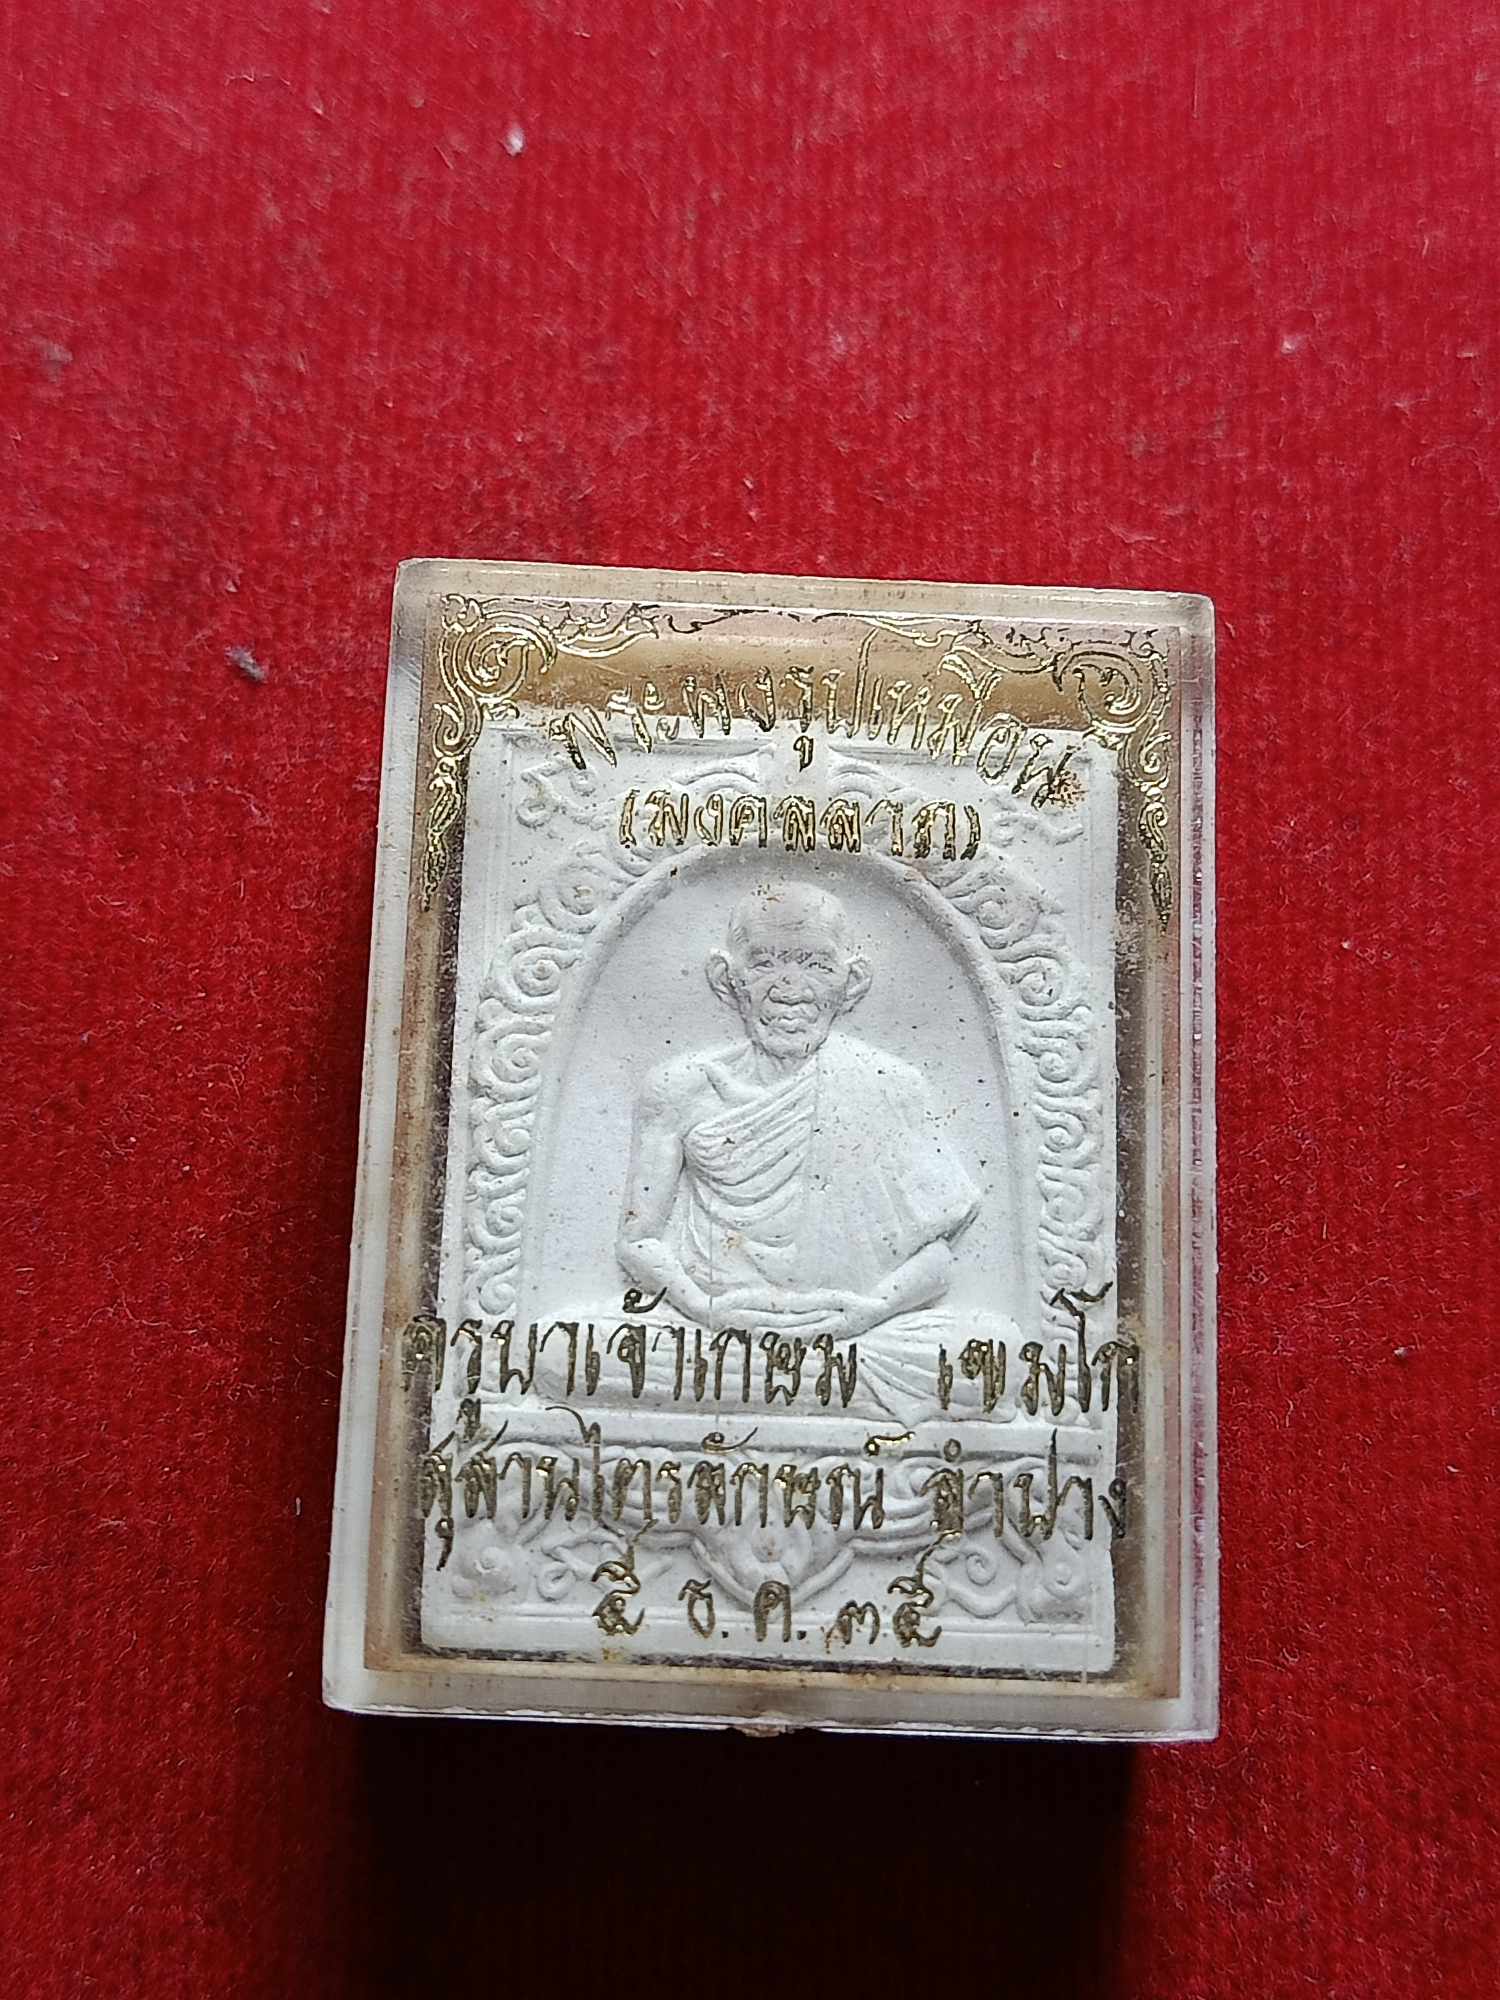 พระผงรูปเหมือน
(มงคลลาภ)
ครูบาเจ้าเกษม เขมโก
สุสานไตรลักษณ์ ลำปาง
๕ ธ.ค. ๓๕